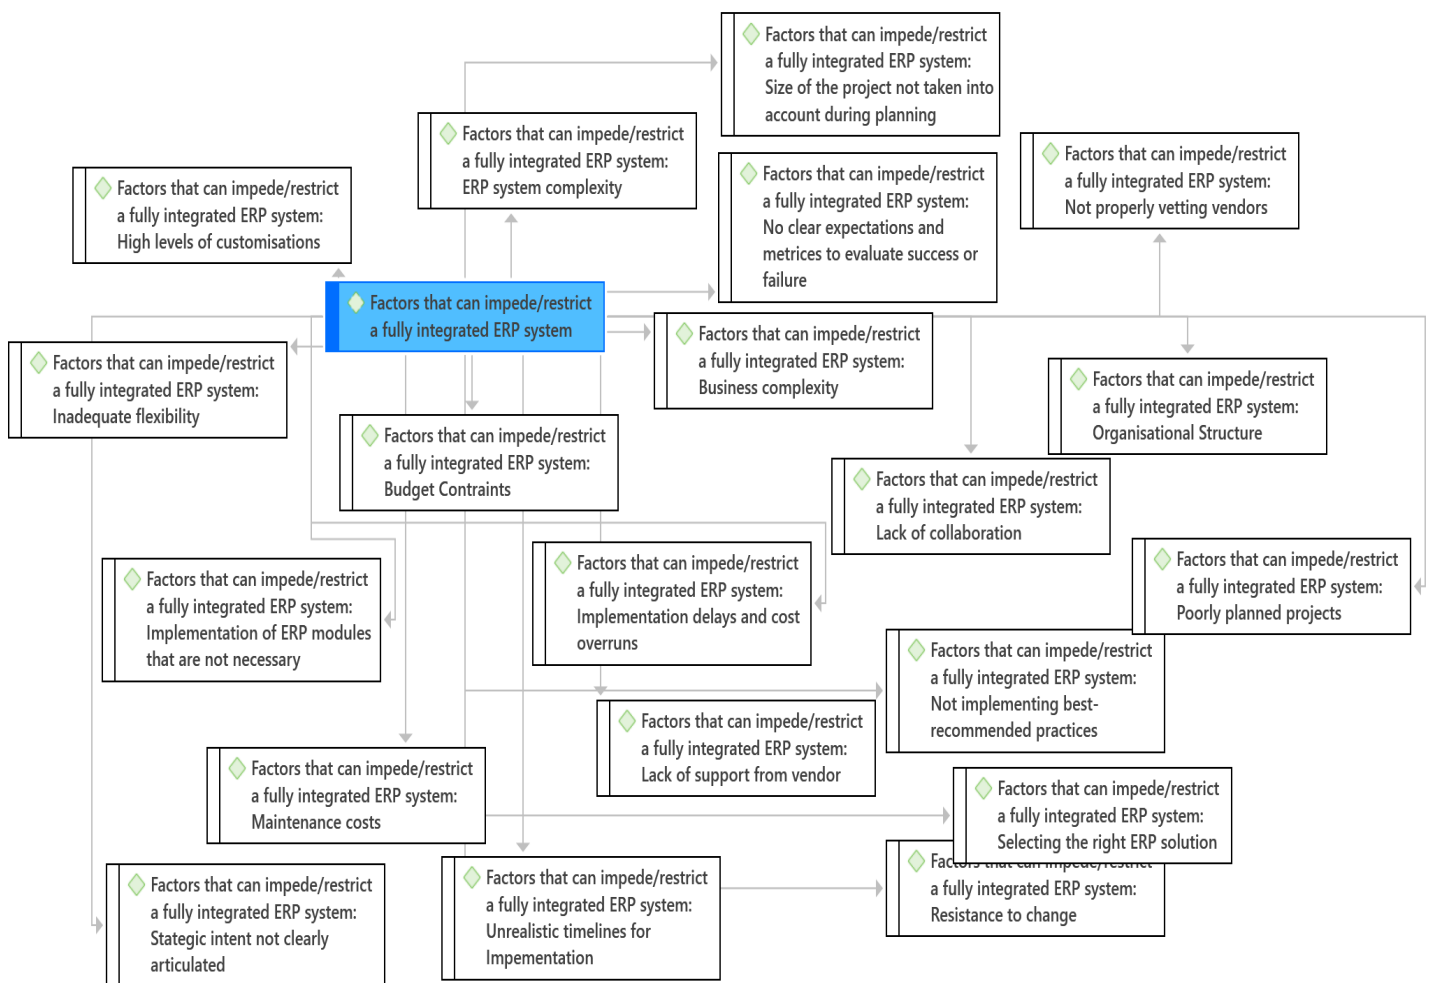 Factors that can impede/restrict
a fully integrated ERP system:
Size of the project not taken into
account during planning
Factors that can impede/restrict
a fully integrated ERP system:
ERP system complexity
Factors that can impede/restrict
a fully integrated ERP system:
Not properly vetting vendors
Factors that can impede/restrict
a fully integrated ERP system:
No clear expectations and
metrices to evaluate success or
failure
Factors that can impede/restrict
a fully integrated ERP system:
High levels of customisations
Factors that can impede/restrict
a fully integrated ERP system
Factors that can impede/restrict
a fully integrated ERP system:
Business complexity
Factors that can impede/restrict
a fully integrated ERP system:
Inadequate flexibility
Factors that can impede/restrict
a fully integrated ERP system:
Organisational Structure
Factors that can impede/restrict
a fully integrated ERP system:
Budget Contraints
Factors that can impede/restrict
a fully integrated ERP system:
Lack of collaboration
Factors that can impede/restrict
a fully integrated ERP system:
Poorly planned projects
Factors that can impede/restrict
a fully integrated ERP system:
Implementation delays and cost
overruns
Factors that can impede/restrict
a fully integrated ERP system:
Implementation of ERP modules
that are not necessary
Factors that can impede/restrict
a fully integrated ERP system:
Not implementing best-
recommended practices
Factors that can impede/restrict
a fully integrated ERP system:
Lack of support from vendor
Factors that can impede/restrict
a fully integrated ERP system:
Maintenance costs
Factors that can impede/restrict
a fully integrated ERP system:
Selecting the right ERP solution
Factors that can impede/restrict
a fully integrated ERP system:
Resistance to change
Factors that can impede/restrict
a fully integrated ERP system:
Unrealistic timelines for
Impementation
Factors that can impede/restrict
a fully integrated ERP system:
Stategic intent not clearly
articulated